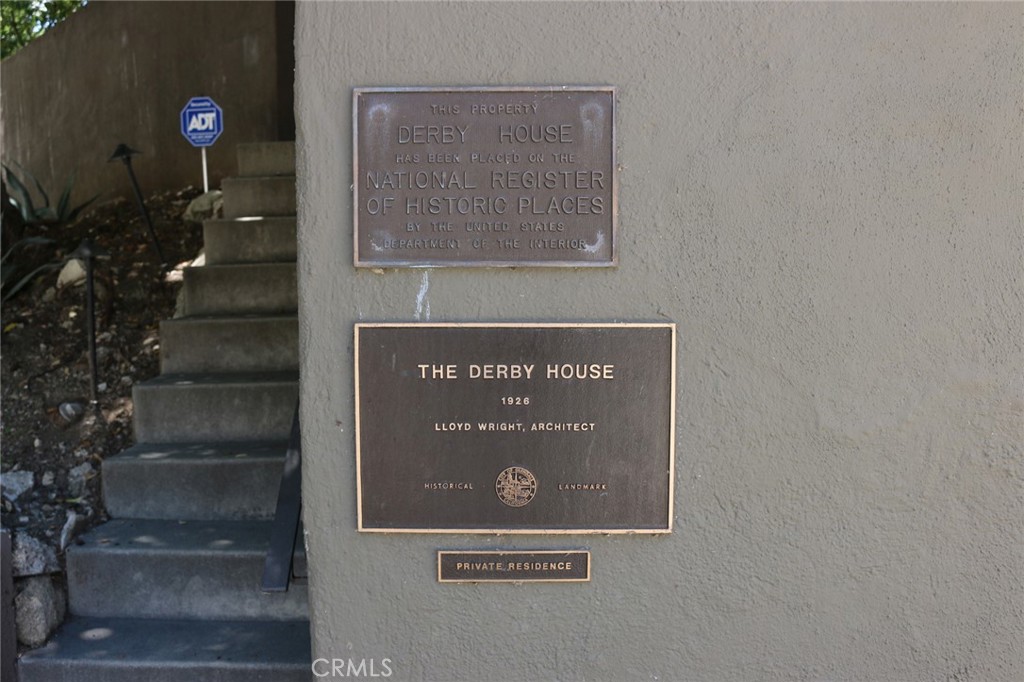 ADT
THIS PROPERTY
DERBY HOUSE
HAS BEEN PLACED ON THE
NATIONAL REGISTER
OF HISTORIC PLACES
BY THE UNITED STATES
DEPARTMENT OF THE INTERIOR
THE DERBY HOUSE
1926
LLOYD WRIGHT, ARCHITECT
HISTORICAL LANDMARK
PRIVATE RESIDENCE
CRMLS